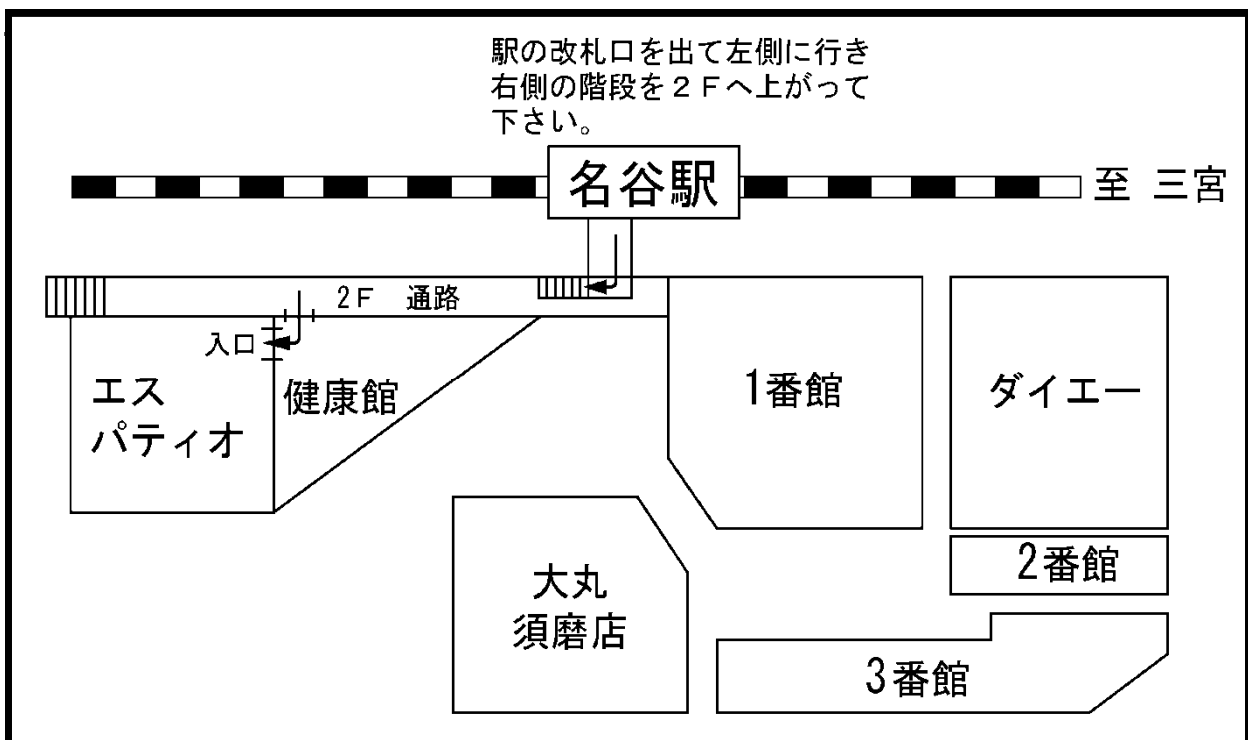 駅の改札口を出て左側に行き
右側の階段を２Ｆへ上がって
下さい。
名谷駅
至 三宮
２Ｆ 通路
入口
エス
パティオ
健康館
1番館
ダイエー
2番館
大丸
須磨店
3番館